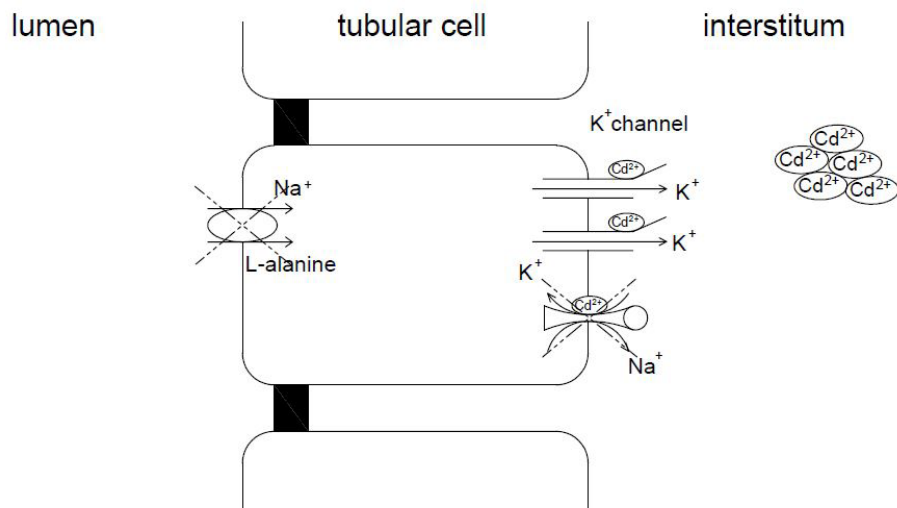 lumen
tubular cell
interstitum
K⁺channel
Cd²⁺
Cd²⁺
Cd²⁺
Cd²⁺
Cd²⁺
Cd²⁺
Na⁺
K⁺
Cd²⁺
K⁺
L-alanine
K⁺
Cd²⁺
Na⁺